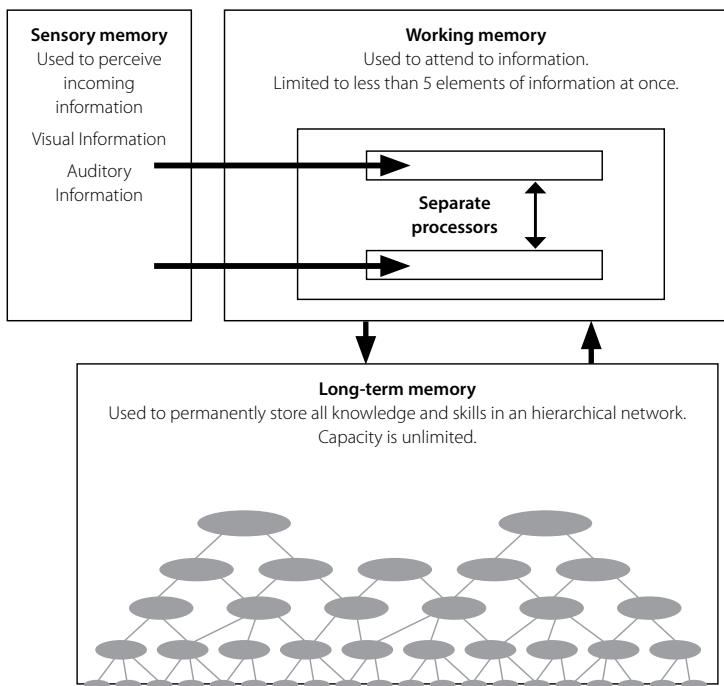 Sensory memory
Used to perceive
incoming
information
Visual Information
Auditory
Information
Working memory
Used to attend to information.
Limited to less than 5 elements of information at once.
Separate
processors
Long-term memory
Used to permanently store all knowledge and skills in an hierarchical network.
Capacity is unlimited.